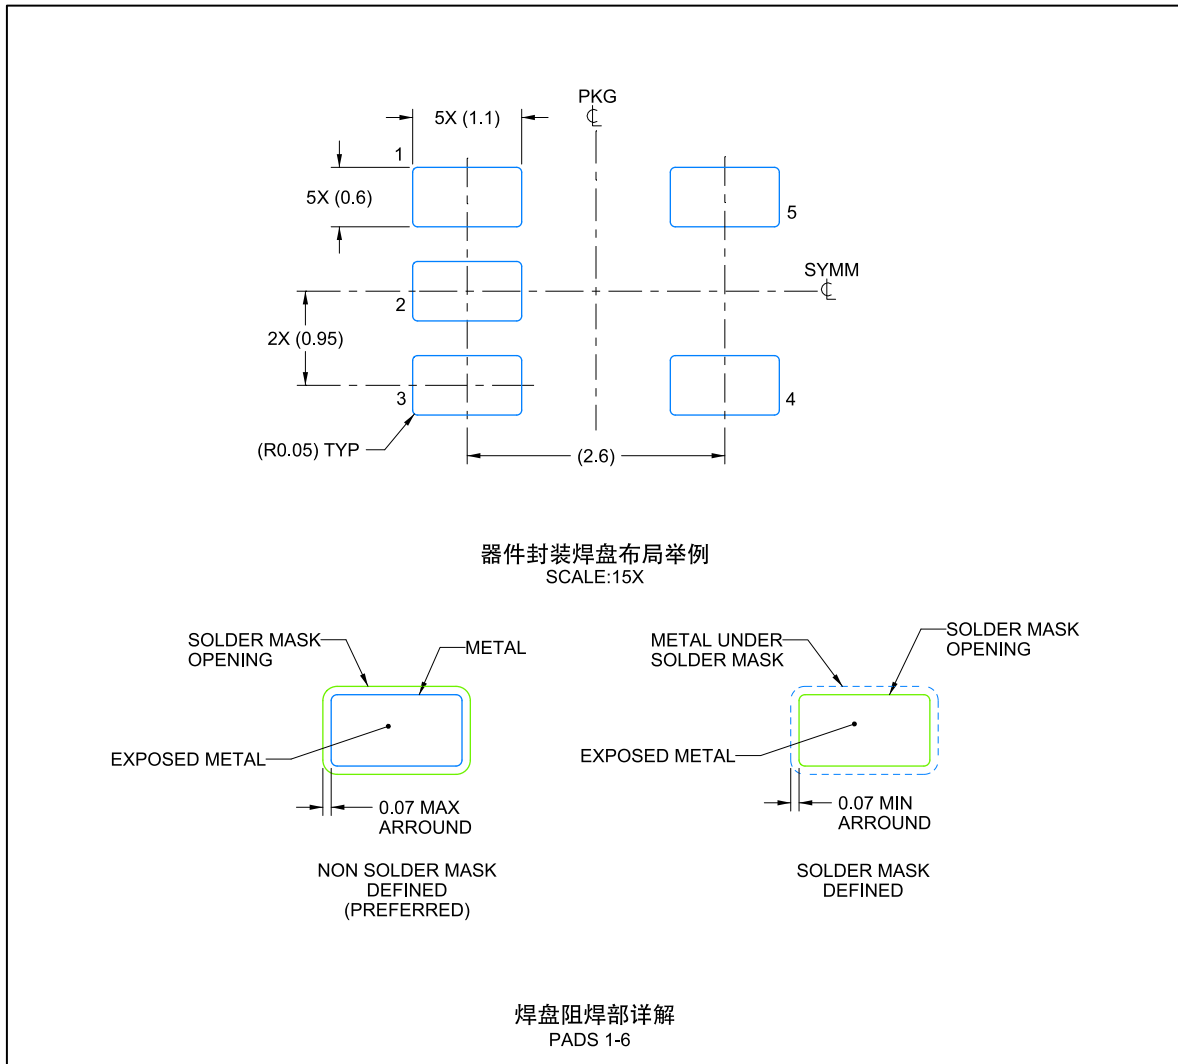 PKG
5X (1.1)
1
5X (0.6)
5
SYMM
2
2X (0.95)
3
4
(R0.05) TYP
(2.6)
器件封装焊盘布局举例
SCALE:15X
SOLDER MASK
OPENING
METAL
EXPOSED METAL
0.07 MAX
ARROUND
NON SOLDER MASK
DEFINED
(PREFERRED)
METAL UNDER
SOLDER MASK
SOLDER MASK
OPENING
EXPOSED METAL
0.07 MIN
ARROUND
SOLDER MASK
DEFINED
焊盘阻焊部详解
PADS 1-6